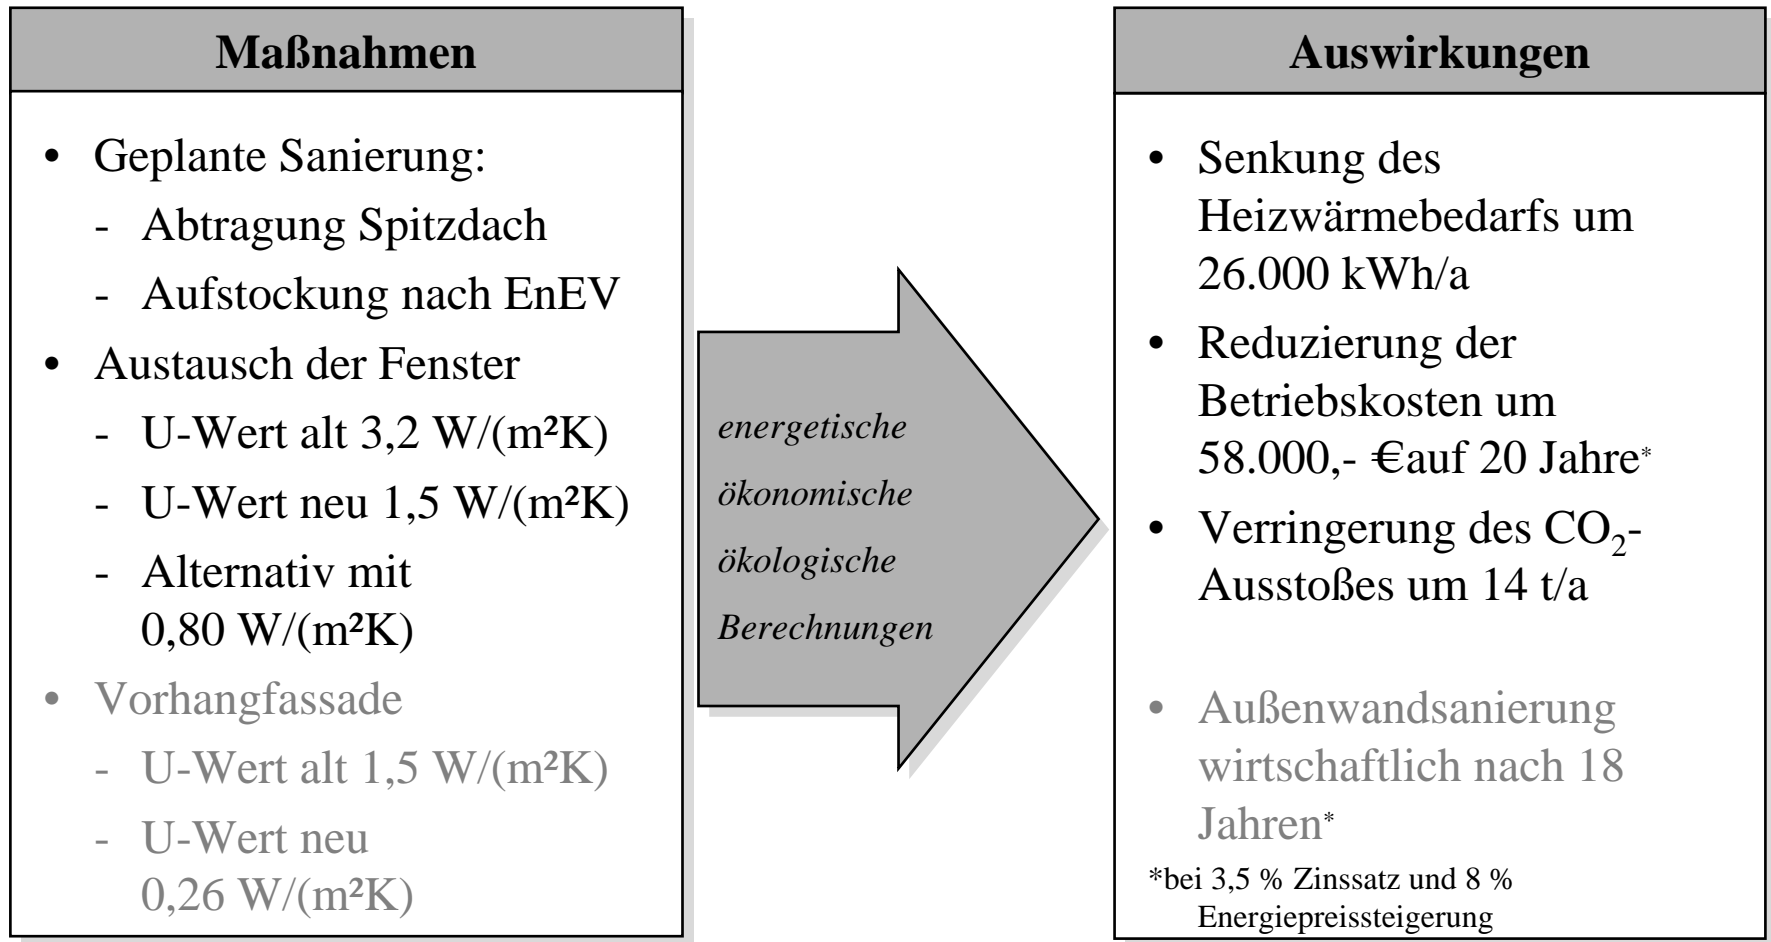 Maßnahmen
• Geplante Sanierung:
- Abtragung Spitzdach
- Aufstockung nach EnEV
• Austausch der Fenster
- U-Wert alt 3,2 W/(m²K)
- U-Wert neu 1,5 W/(m²K)
- Alternativ mit
0,80 W/(m²K)
• Vorhangfassade
- U-Wert alt 1,5 W/(m²K)
- U-Wert neu
0,26 W/(m²K)
energetische
ökonomische
ökologische
Berechnungen
Auswirkungen
• Senkung des
Heizwärmebedarfs um
26.000 kWh/a
• Reduzierung der
Betriebskosten um
58.000,- €auf 20 Jahre*
• Verringerung des CO₂-
Ausstoßes um 14 t/a
• Außenwandsanierung
wirtschaftlich nach 18
Jahren*
*bei 3,5 % Zinssatz und 8 %
Energiepreissteigerung